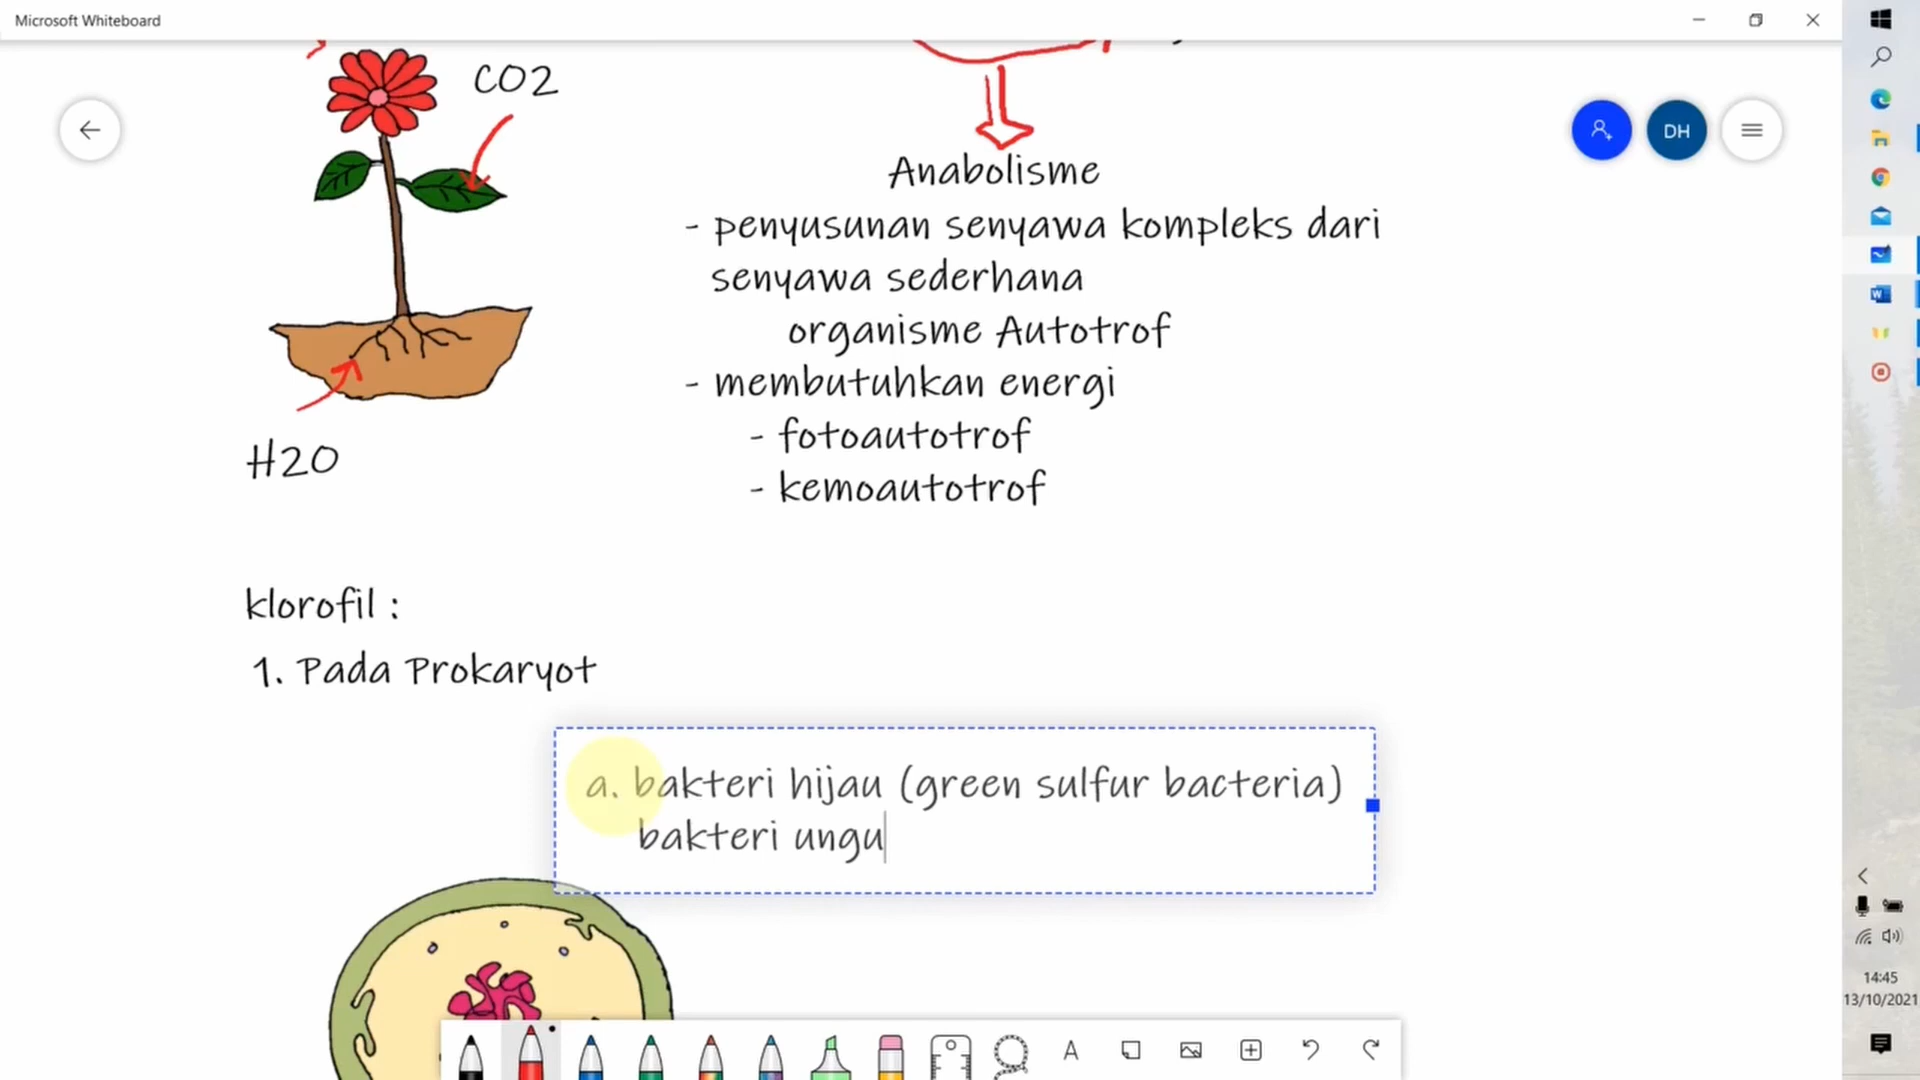 Microsoft Whiteboard
CO2
DH
Anabolisme
- penyusunan senyawa kompleks dari
senyawa sederhana
organisme Autotrof
- membutuhkan energi
- fotoautotrof
- kemoautotrof
H2O
klorofil :
1. Pada Prokaryot
a. bakteri hijau (green sulfur bacteria)
bakteri ungu
14:45
13/10/2021